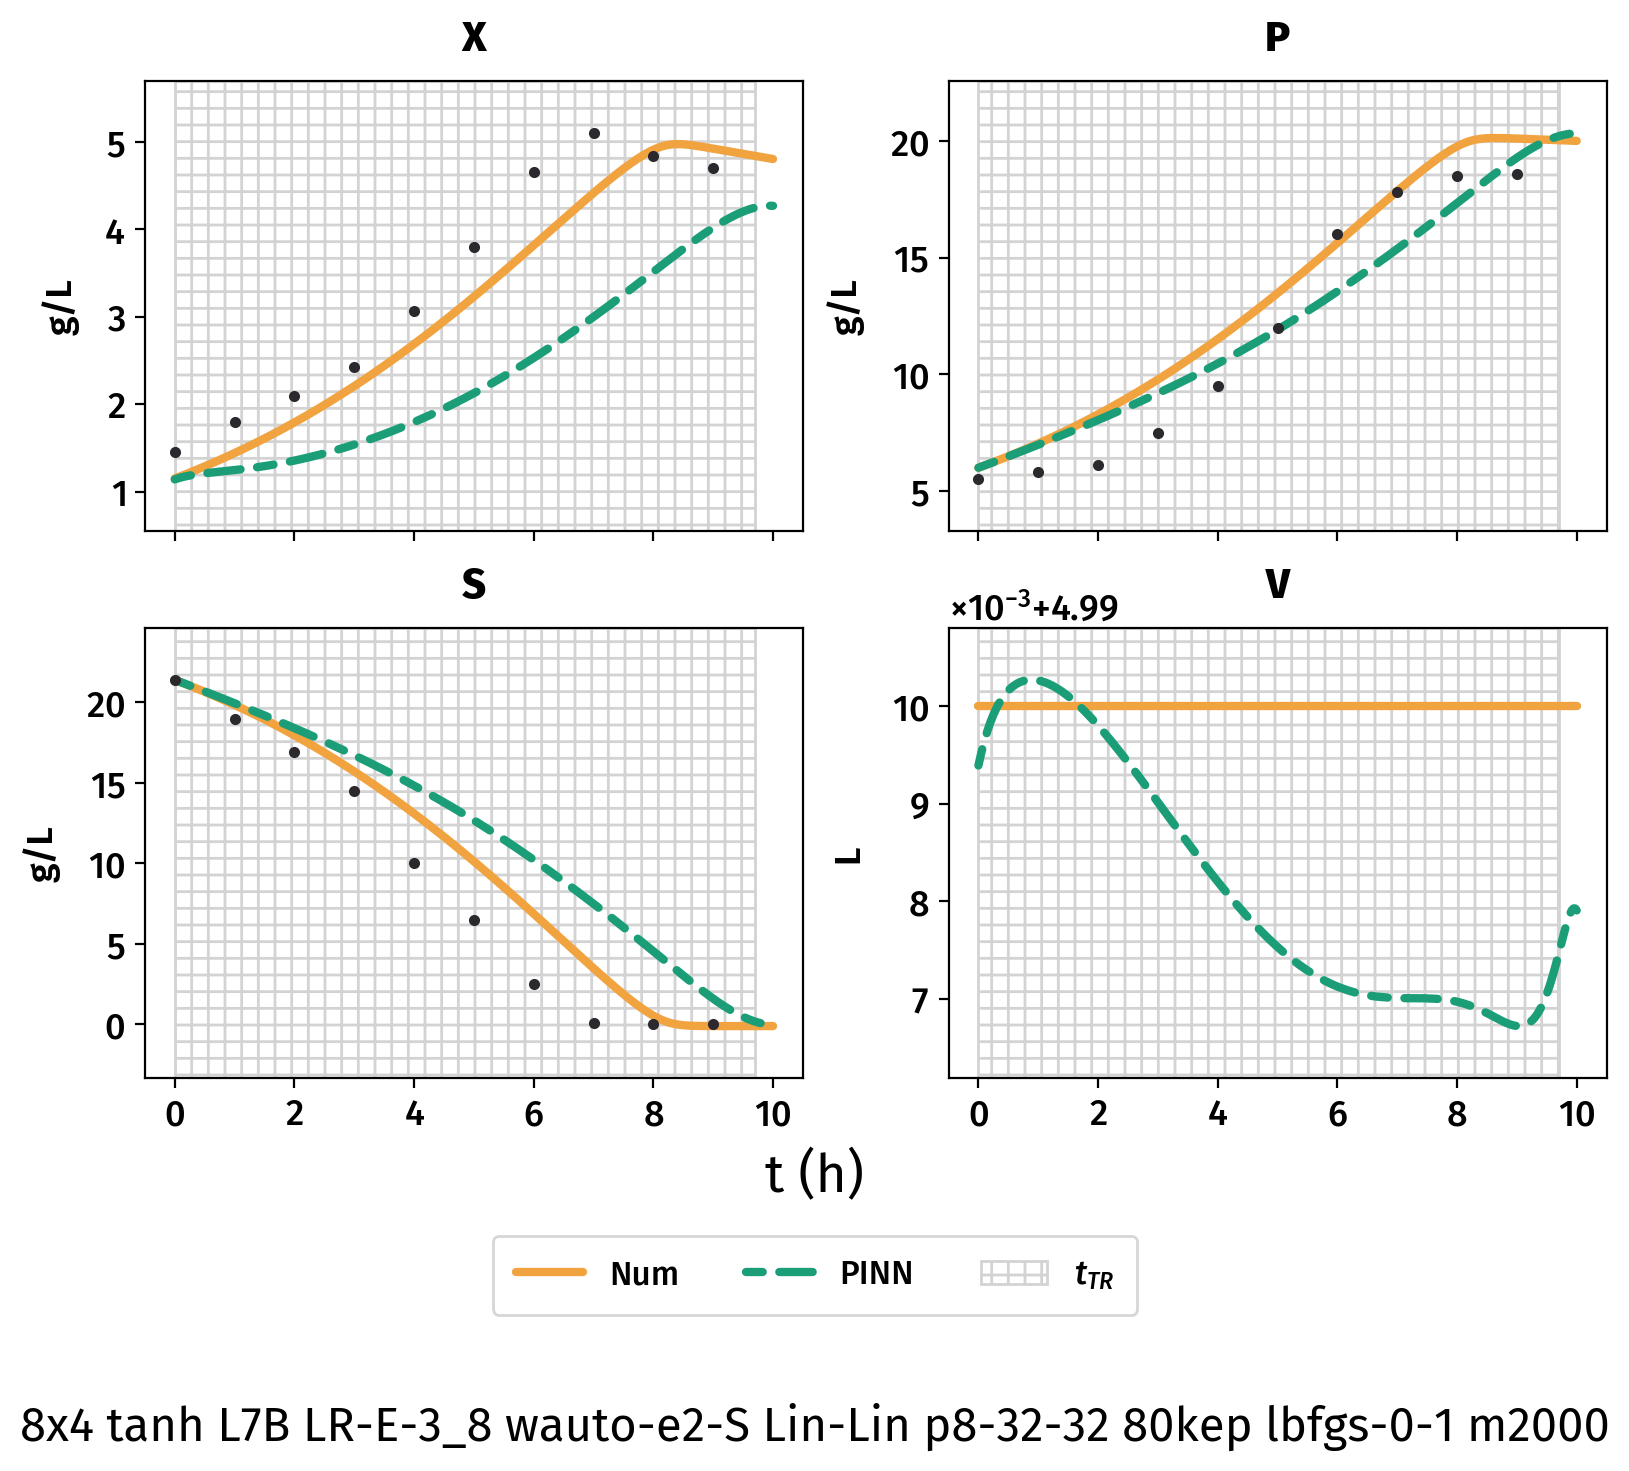 X
P
5
4
3
2
1
g/L
20
15
10
5
g/L
S
V
×10⁻³+4.99
20
15
10
5
0
g/L
10
9
8
7
L
0 2 4 6 8 10
0 2 4 6 8 10
t (h)
Num PINN t_TR
8x4 tanh L7B LR-E-3_8 wauto-e2-S Lin-Lin p8-32-32 80kep lbfgs-0-1 m2000